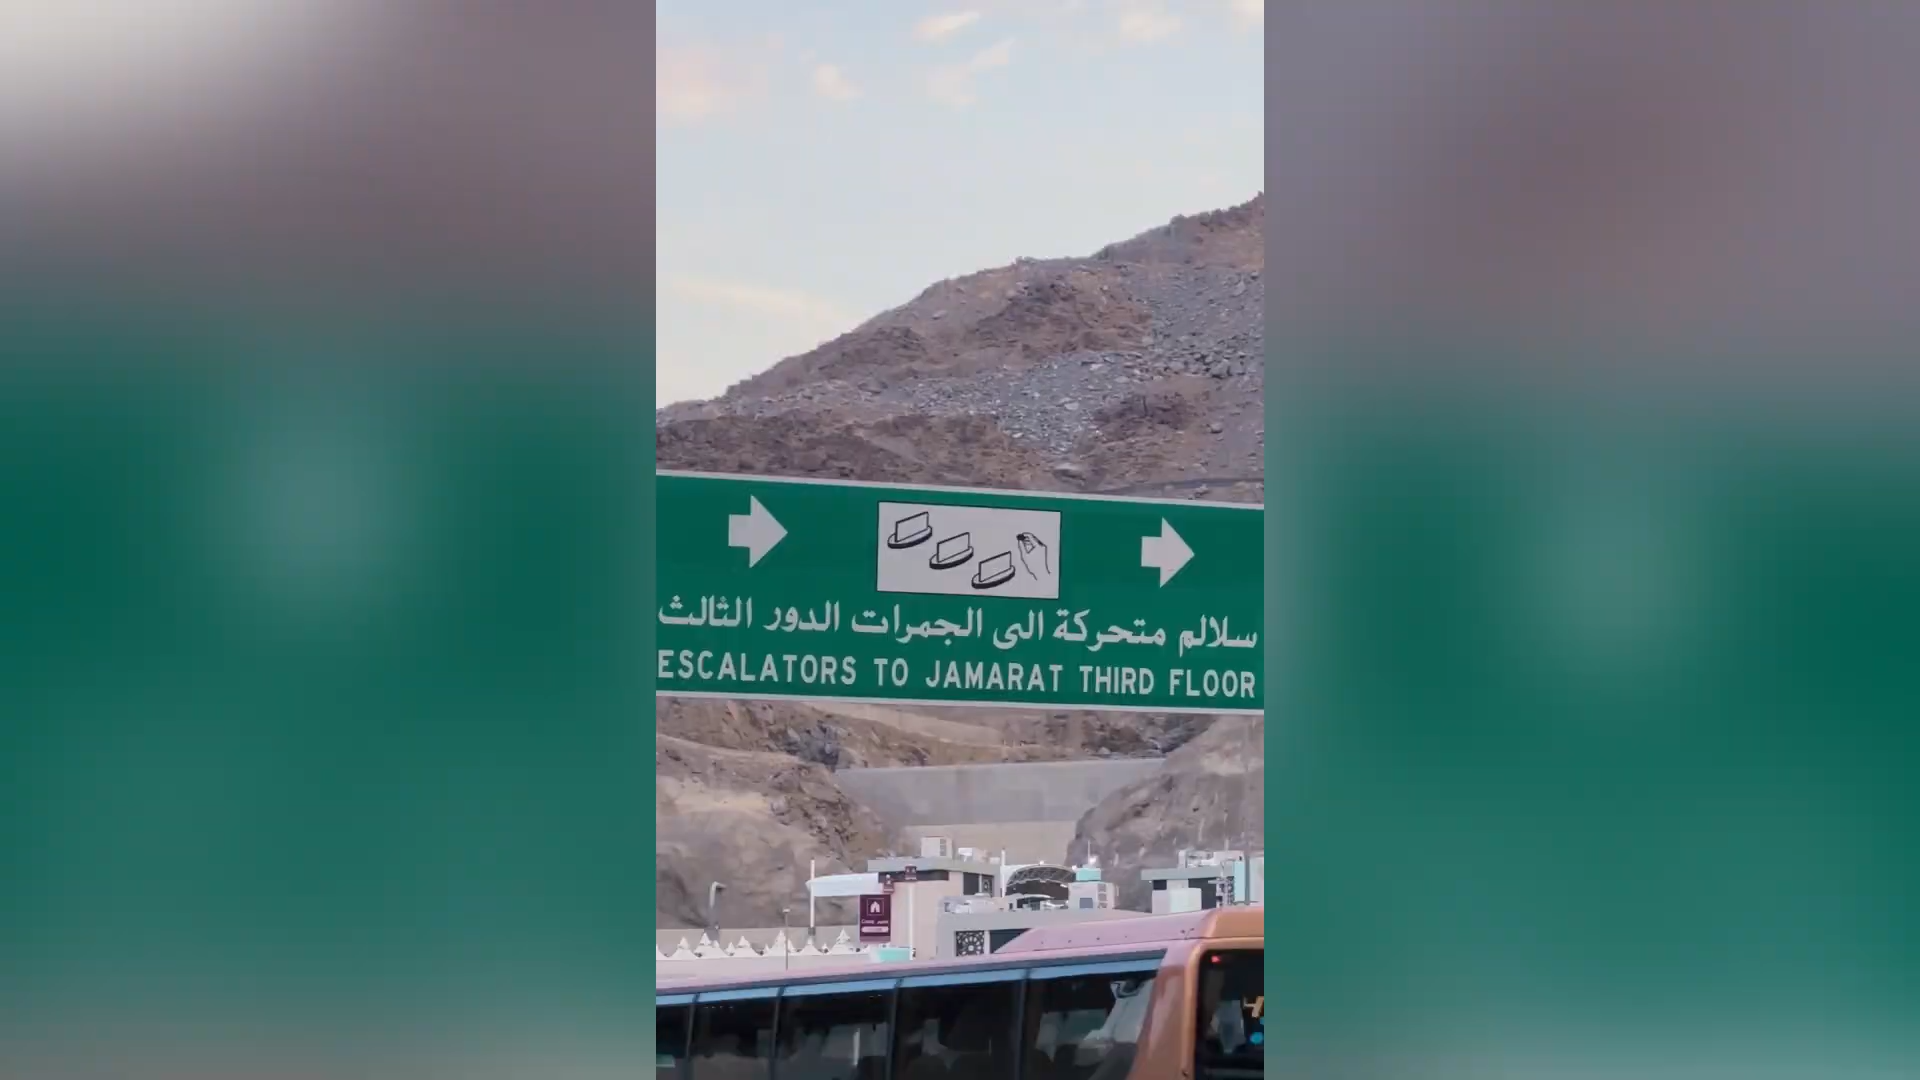 سلالم متحركة الى الجمرات الدور الثالث
ESCALATORS TO JAMARAT THIRD FLOOR